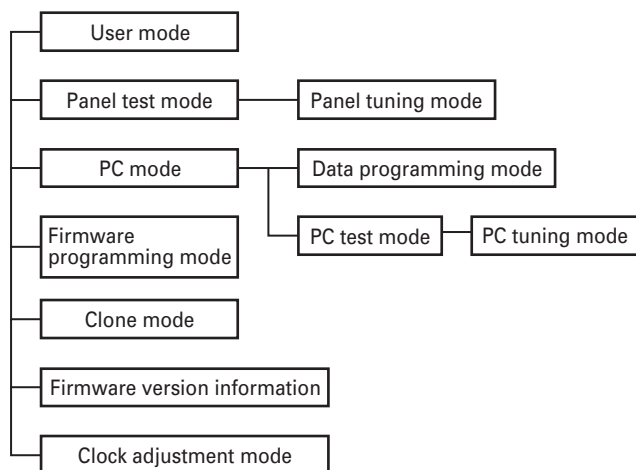 User mode
Panel test mode
Panel tuning mode
PC mode
Data programming mode
Firmware
programming mode
PC test mode
PC tuning mode
Clone mode
Firmware version information
Clock adjustment mode